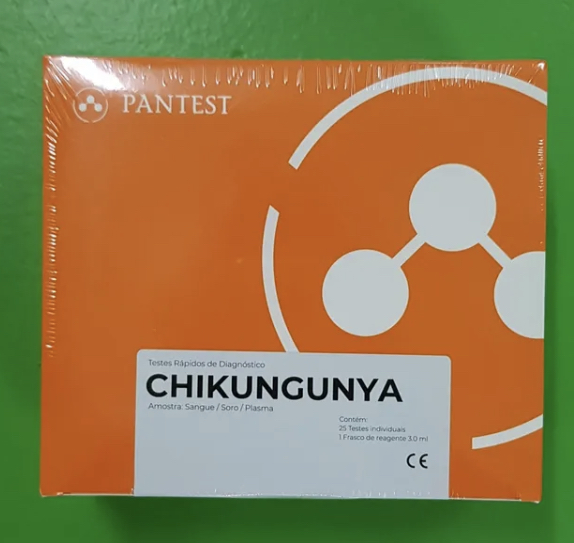 PANTEST
Testes Rápidos de Diagnóstico
CHIKUNGUNYA
Amostra: Sangue / Soro / Plasma
Contém:
25 Testes individuais
1 Frasco de reagente 3.0 ml
CE